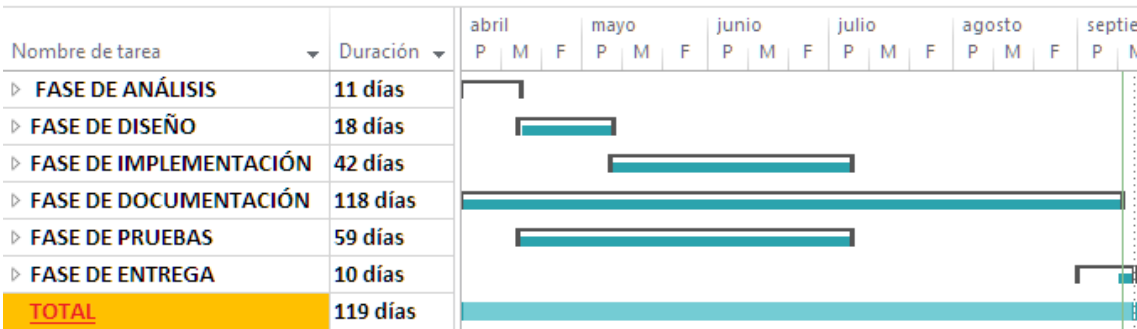 abril mayo junio julio agosto septie
Nombre de tarea Duración P M F P M F P M F P M F P M F P M
FASE DE ANÁLISIS 11 días
FASE DE DISEÑO 18 días
FASE DE IMPLEMENTACIÓN 42 días
FASE DE DOCUMENTACIÓN 118 días
FASE DE PRUEBAS 59 días
FASE DE ENTREGA 10 días
TOTAL 119 días